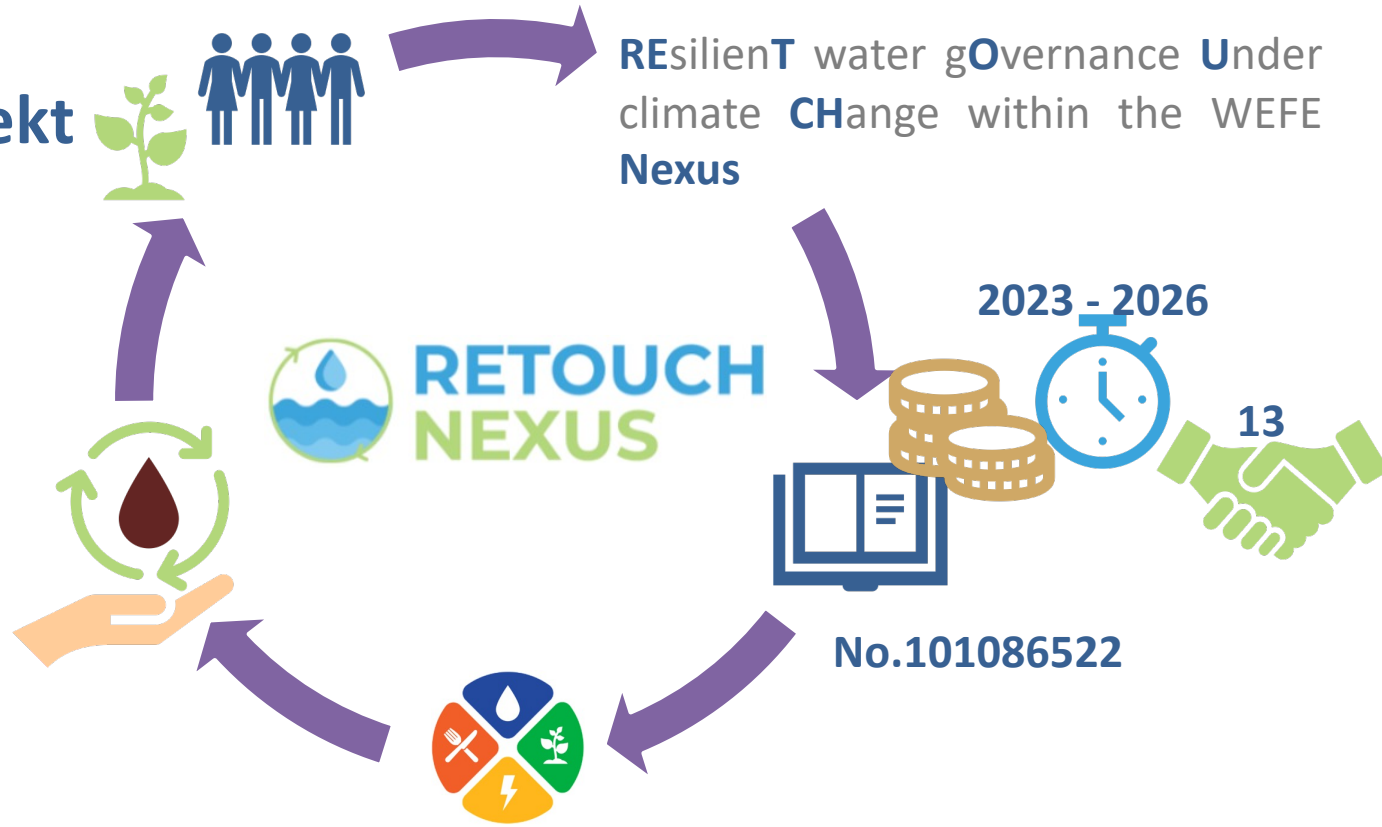 ekt
REsilienT water gOvernance Under
climate CHange within the WEFE
Nexus
2023 - 2026
RETOUCH
NEXUS
13
No.101086522